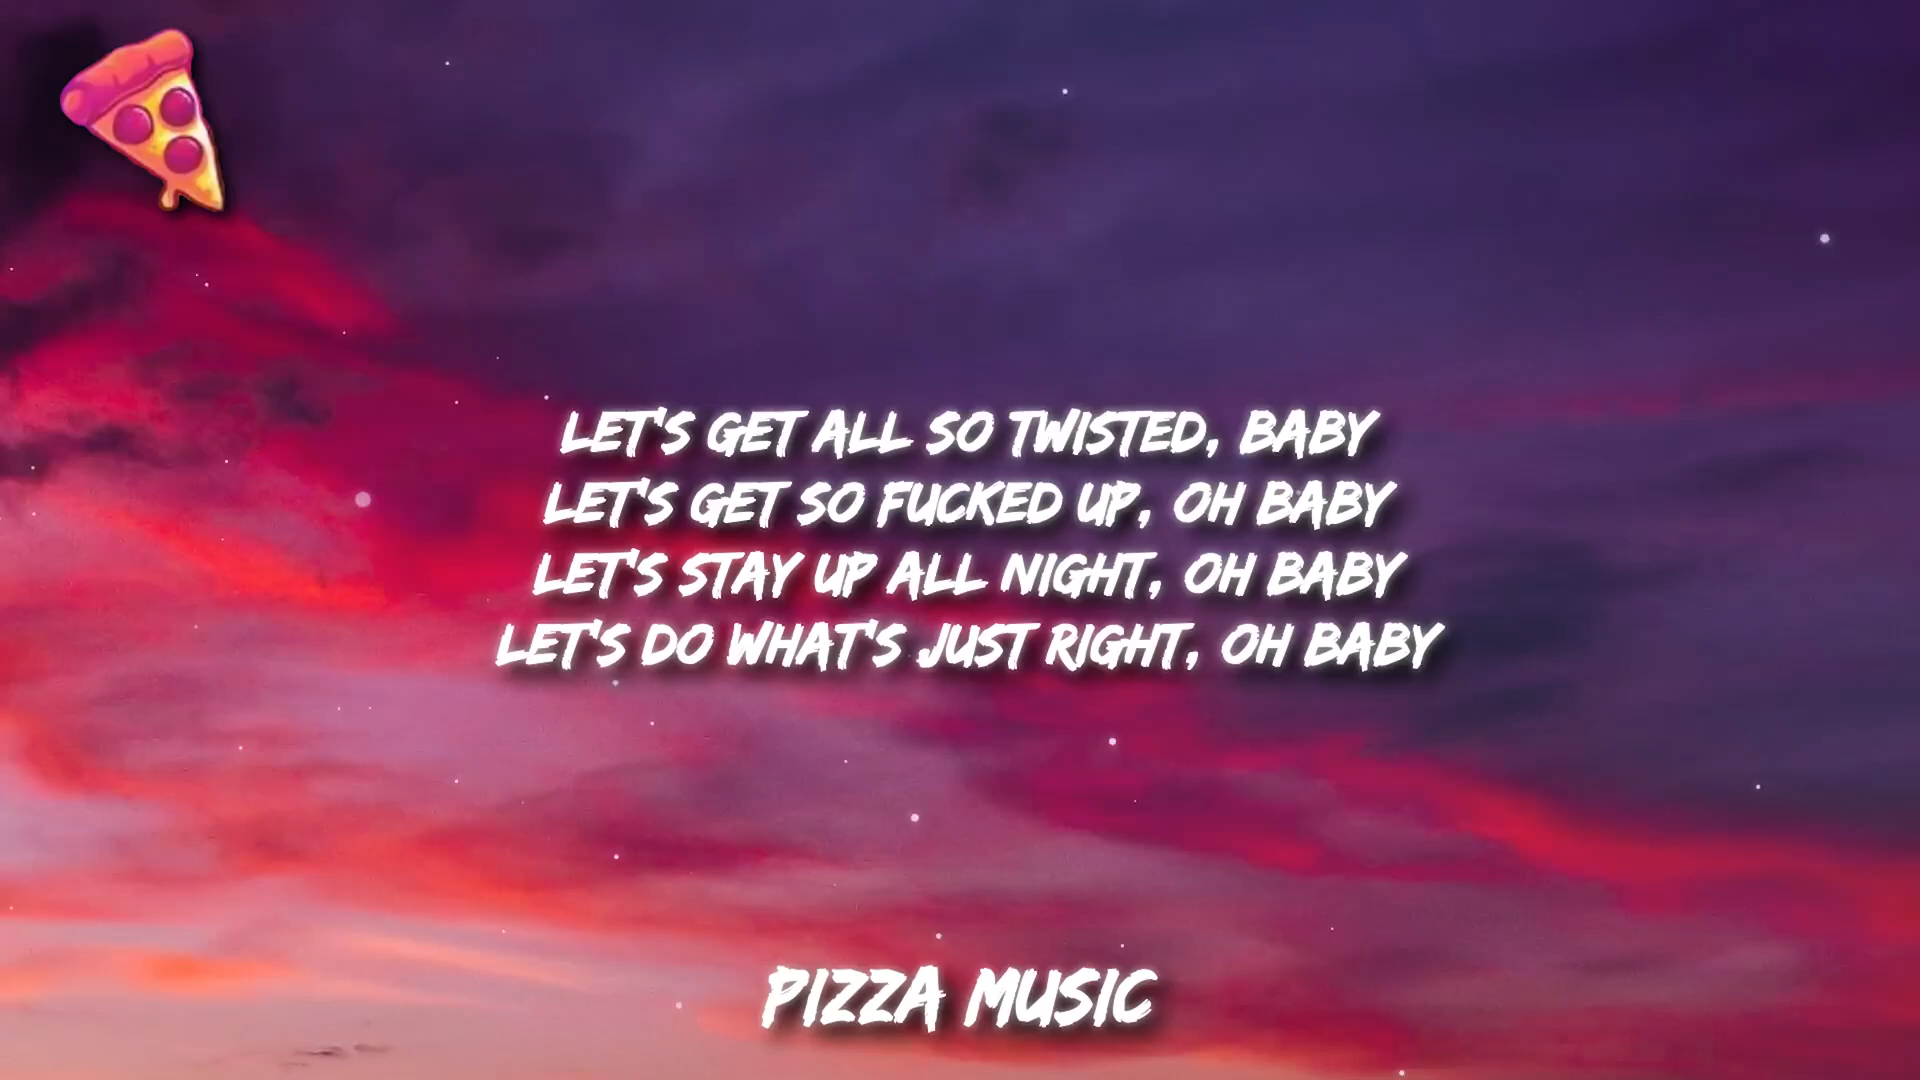 LET'S GET ALL SO TWISTED, BABY
LET'S GET SO FUCKED UP, OH BABY
LET'S STAY UP ALL NIGHT, OH BABY
LET'S DO WHAT'S JUST RIGHT, OH BABY
PIZZA MUSIC